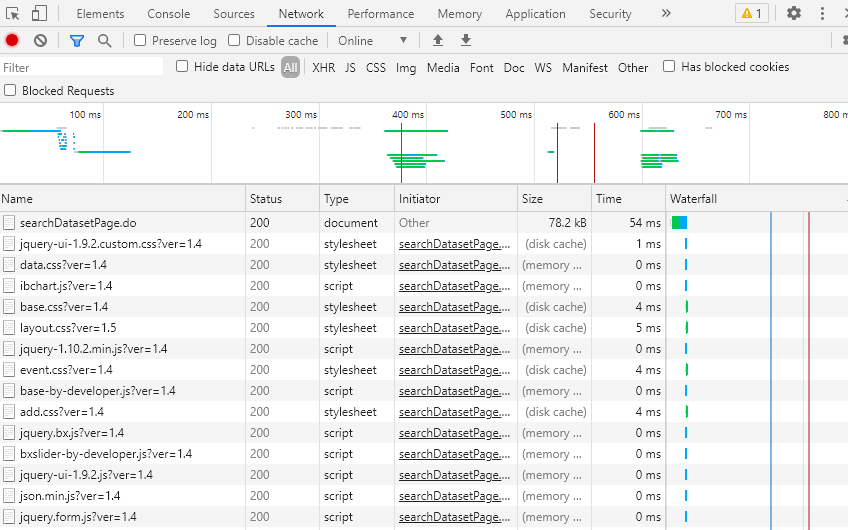 Elements Console Sources Network Performance Memory Application Security » 1
Preserve log Disable cache Online ▼
Filter Hide data URLs All XHR JS CSS Img Media Font Doc WS Manifest Other Has blocked cookies
Blocked Requests
100 ms 200 ms 300 ms 400 ms 500 ms 600 ms 700 ms 800 m
Name Status Type Initiator Size Time Waterfall
searchDatasetPage.do 200 document Other 78.2 kB 54 ms
jquery-ui-1.9.2.custom.css?ver=1.4 200 stylesheet searchDatasetPage.... (disk cache) 1 ms
data.css?ver=1.4 200 stylesheet searchDatasetPage.... (memory ... 0 ms
ibchart.js?ver=1.4 200 script searchDatasetPage.... (memory ... 0 ms
base.css?ver=1.4 200 stylesheet searchDatasetPage.... (disk cache) 4 ms
layout.css?ver=1.5 200 stylesheet searchDatasetPage.... (disk cache) 5 ms
jquery-1.10.2.min.js?ver=1.4 200 script searchDatasetPage.... (memory ... 0 ms
event.css?ver=1.4 200 stylesheet searchDatasetPage.... (disk cache) 4 ms
base-by-developer.js?ver=1.4 200 script searchDatasetPage.... (memory ... 0 ms
add.css?ver=1.4 200 stylesheet searchDatasetPage.... (disk cache) 4 ms
jquery.bx.js?ver=1.4 200 script searchDatasetPage.... (memory ... 0 ms
bxslider-by-developer.js?ver=1.4 200 script searchDatasetPage.... (memory ... 0 ms
jquery-ui-1.9.2.js?ver=1.4 200 script searchDatasetPage.... (memory ... 0 ms
json.min.js?ver=1.4 200 script searchDatasetPage.... (memory ... 0 ms
jquery.form.js?ver=1.4 200 script searchDatasetPage.... (memory ... 0 ms